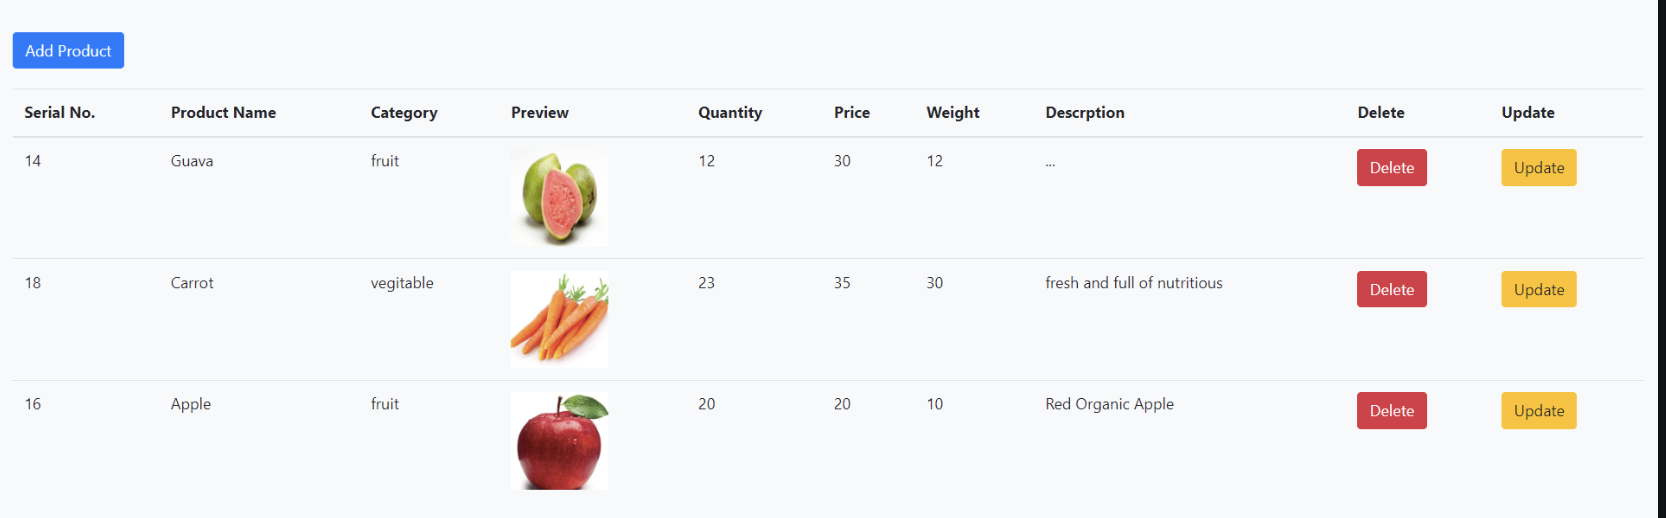 Add Product
Serial No. Product Name Category Preview Quantity Price Weight Descrption Delete Update
14 Guava fruit 12 30 12 ... Delete Update
18 Carrot vegitable 23 35 30 fresh and full of nutritious Delete Update
16 Apple fruit 20 20 10 Red Organic Apple Delete Update